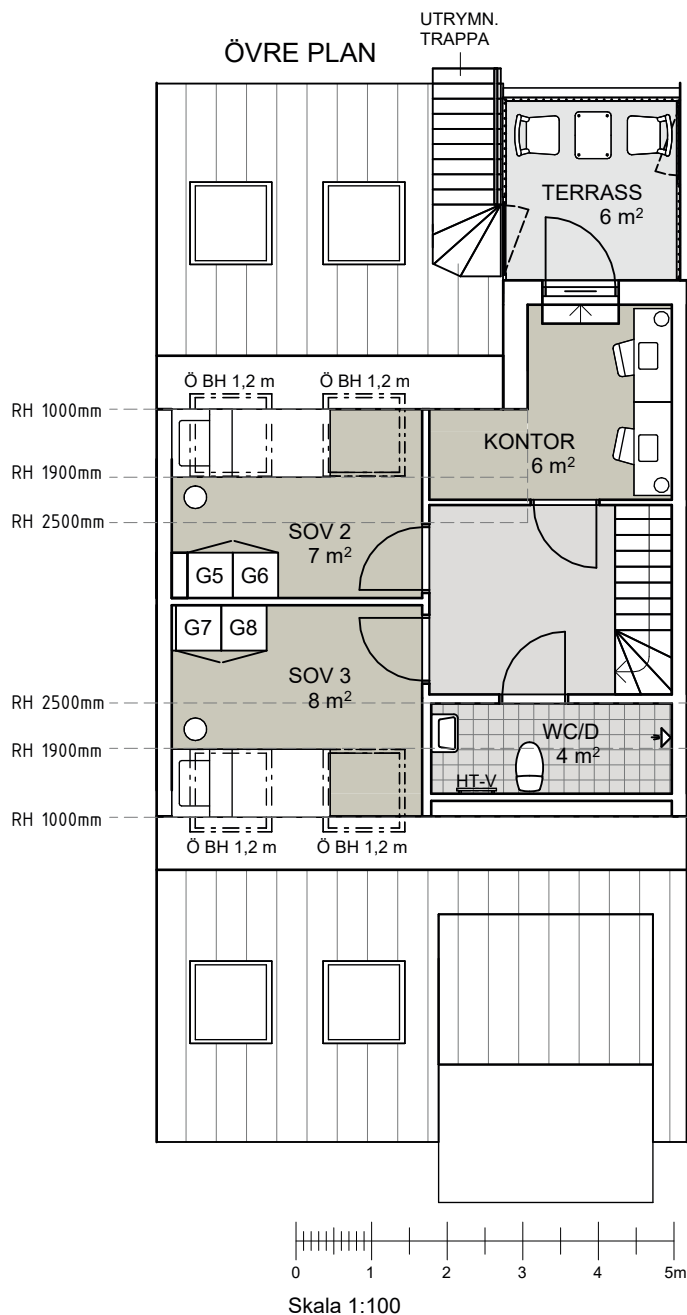 UTRYMN.
TRAPPA
ÖVRE PLAN
TERRASS
6 m²
Ö BH 1,2 m
Ö BH 1,2 m
RH 1000mm
KONTOR
6 m²
RH 1900mm
RH 2500mm
SOV 2
7 m²
G5
G6
G7
G8
SOV 3
8 m²
RH 2500mm
WC/D
4 m²
RH 1900mm
HT-V
RH 1000mm
Ö BH 1,2 m
Ö BH 1,2 m
0 1 2 3 4 5m
Skala 1:100